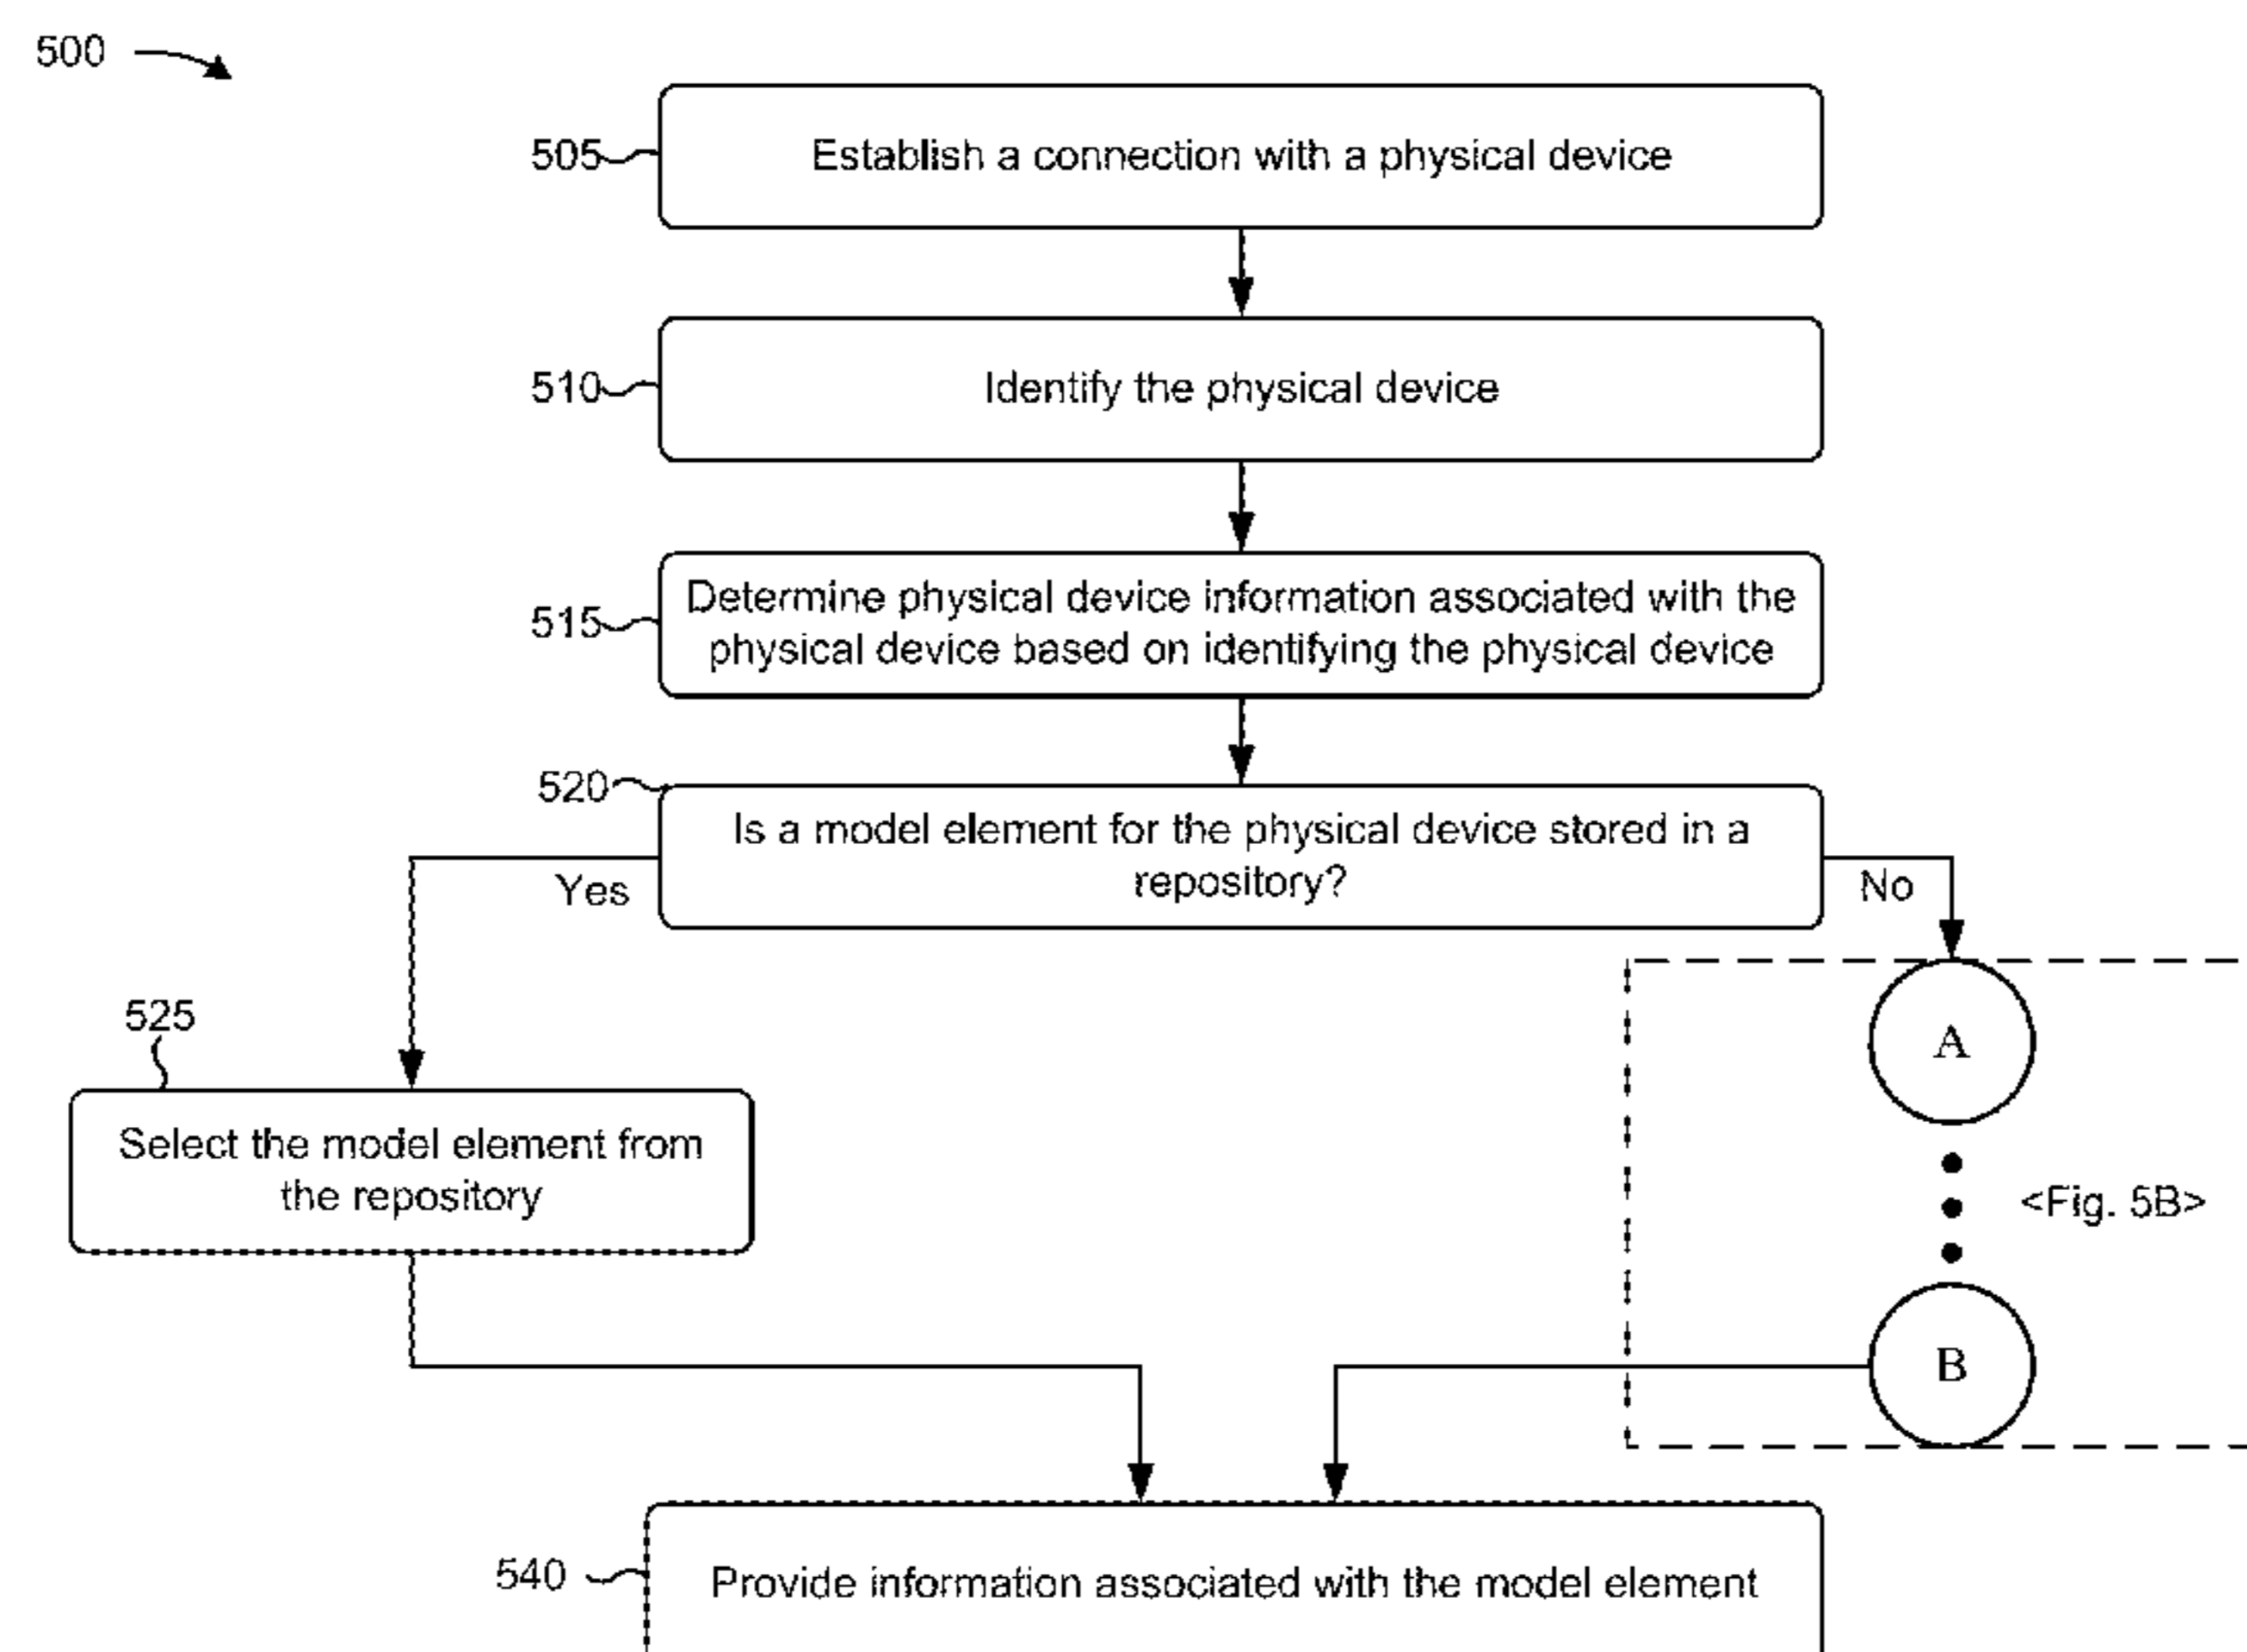 500
505
Establish a connection with a physical device
510
Identify the physical device
515
Determine physical device information associated with the
physical device based on identifying the physical device
520
Is a model element for the physical device stored in a
repository?
Yes
No
525
Select the model element from
the repository
A
<Fig. 5B>
B
540
Provide information associated with the model element